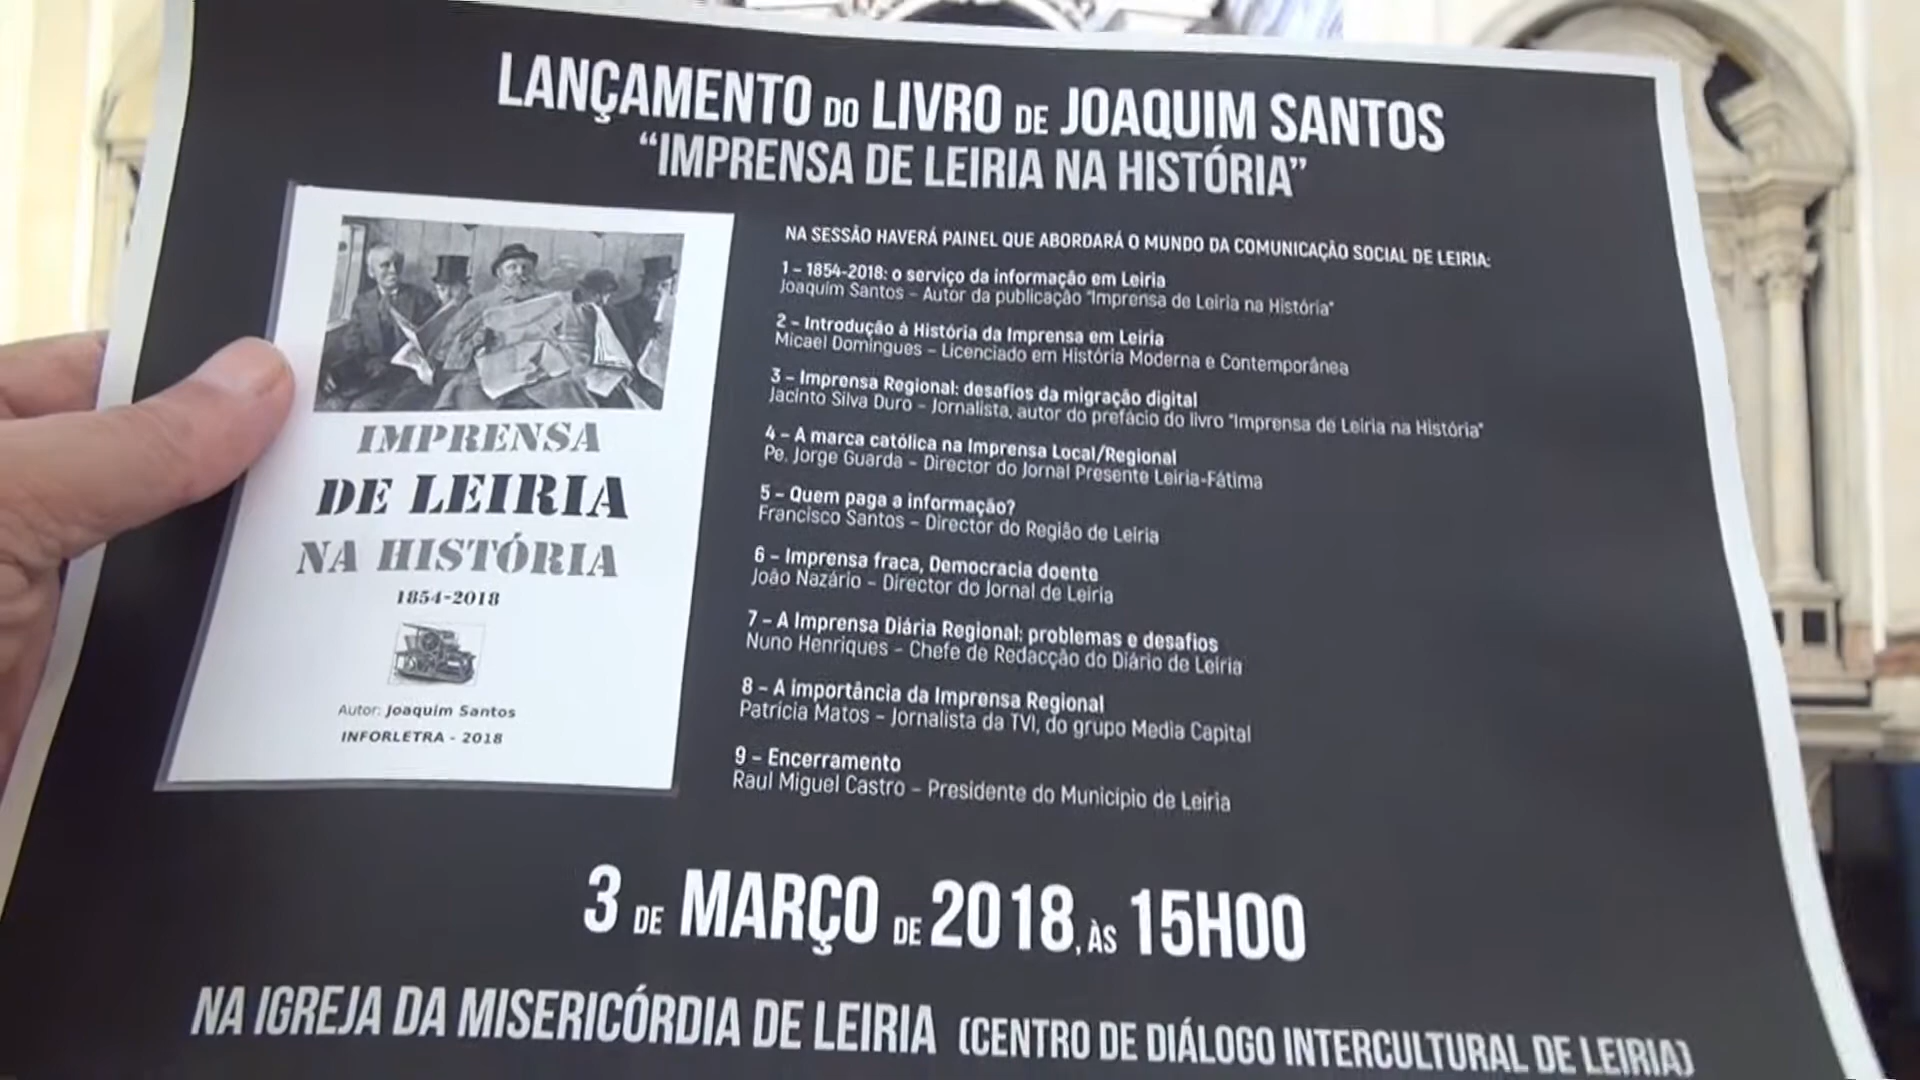 LANÇAMENTO DO LIVRO DE JOAQUIM SANTOS
“IMPRENSA DE LEIRIA NA HISTÓRIA”
IMPRENSA
DE LEIRIA
NA HISTÓRIA
1854-2018
Autor: Joaquim Santos
INFORLETRA - 2018
NA SESSÃO HAVERÁ PAINEL QUE ABORDARÁ O MUNDO DA COMUNICAÇÃO SOCIAL DE LEIRIA:
1 – 1854-2018: o serviço da informação em Leiria
Joaquim Santos – Autor da publicação "Imprensa de Leiria na História"
2 – Introdução à História da Imprensa em Leiria
Micael Domingues – Licenciado em História Moderna e Contemporânea
3 – Imprensa Regional: desafios da migração digital
Jacinto Silva Duro – Jornalista, autor do prefácio do livro "Imprensa de Leiria na História"
4 – A marca católica na Imprensa Local/Regional
Pe. Jorge Guarda – Director do Jornal Presente Leiria-Fátima
5 – Quem paga a informação?
Francisco Santos – Director do Região de Leiria
6 – Imprensa fraca, Democracia doente
João Nazário – Director do Jornal de Leiria
7 – A Imprensa Diária Regional: problemas e desafios
Nuno Henriques – Chefe de Redacção do Diário de Leiria
8 – A importância da Imprensa Regional
Patrícia Matos – Jornalista da TVI, do grupo Media Capital
9 – Encerramento
Raul Miguel Castro – Presidente do Município de Leiria
3 DE MARÇO DE 2018, ÀS 15H00
NA IGREJA DA MISERICÓRDIA DE LEIRIA (CENTRO DE DIÁLOGO INTERCULTURAL DE LEIRIA)